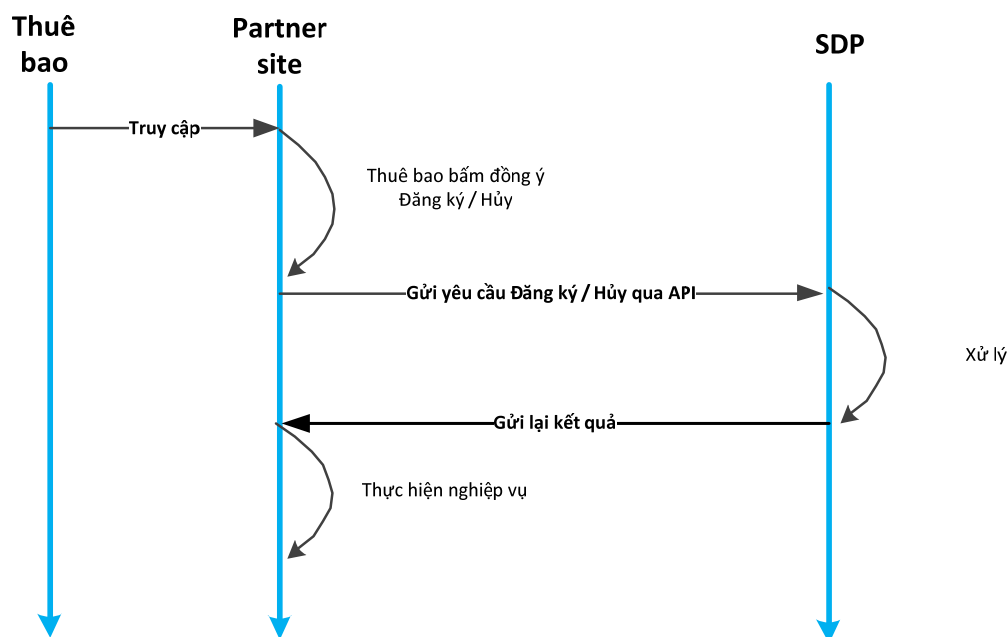 Thuê
bao
Partner
site
SDP
Truy cập
Thuê bao bấm đồng ý
Đăng ký / Hủy
Gửi yêu cầu Đăng ký / Hủy qua API
Xử lý
Gửi lại kết quả
Thực hiện nghiệp vụ